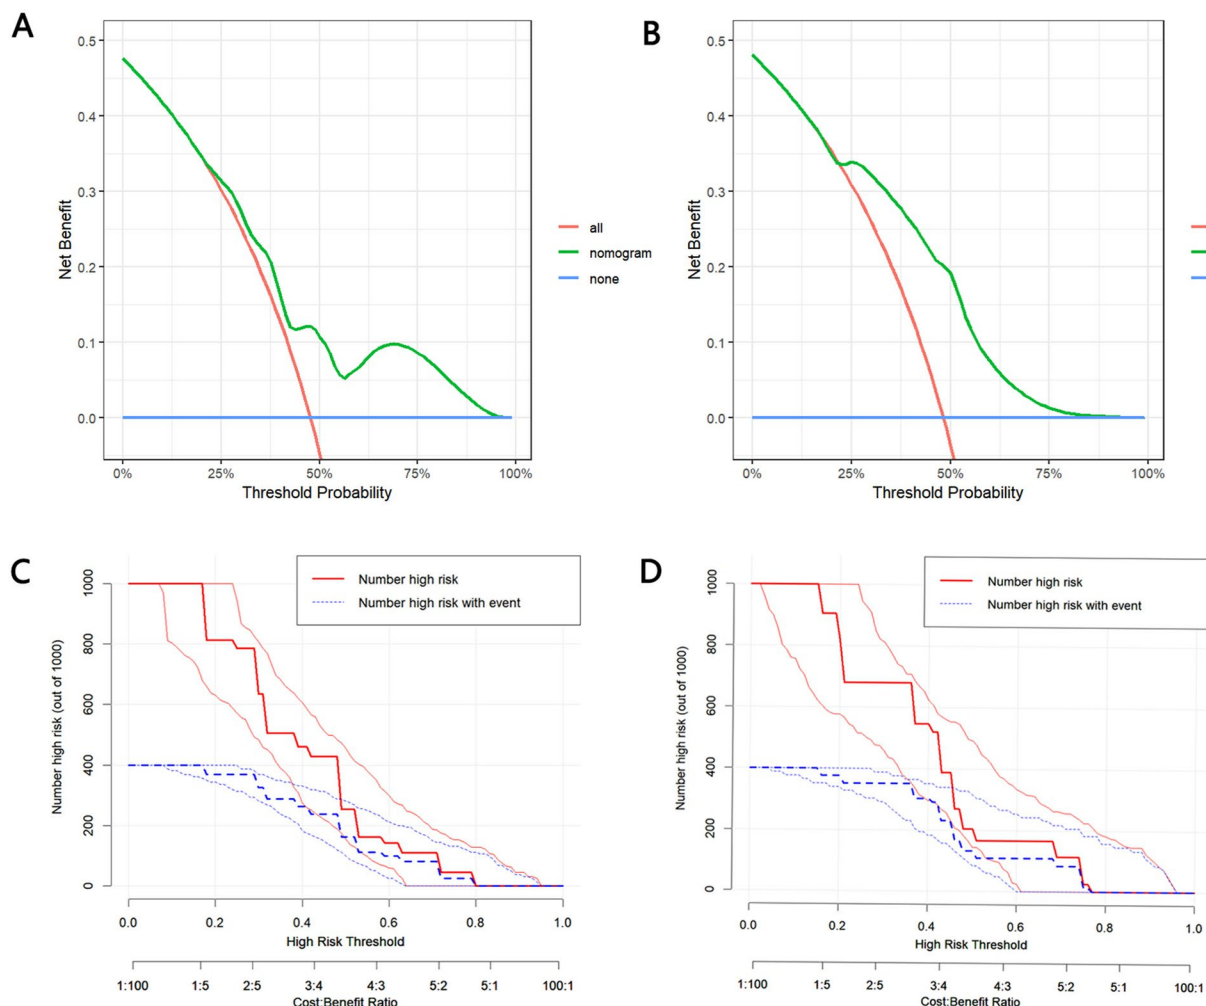 A
0.5
0.4
0.3
0.2
0.1
0.0
Net Benefit
0% 25% 50% 75% 100%
Threshold Probability
all
nomogram
none
B
0.5
0.4
0.3
0.2
0.1
0.0
Net Benefit
0% 25% 50% 75% 100%
Threshold Probability
C
Number high risk
Number high risk with event
1000
800
600
400
200
0
Number high risk (out of 1000)
0.0 0.2 0.4 0.6 0.8 1.0
High Risk Threshold
1:100 1:5 2:5 3:4 4:3 5:2 5:1 100:1
Cost:Benefit Ratio
D
Number high risk
Number high risk with event
1000
800
600
400
200
0
Number high risk (out of 1000)
0.0 0.2 0.4 0.6 0.8 1.0
High Risk Threshold
1:100 1:5 2:5 3:4 4:3 5:2 5:1 100:1
Cost:Benefit Ratio